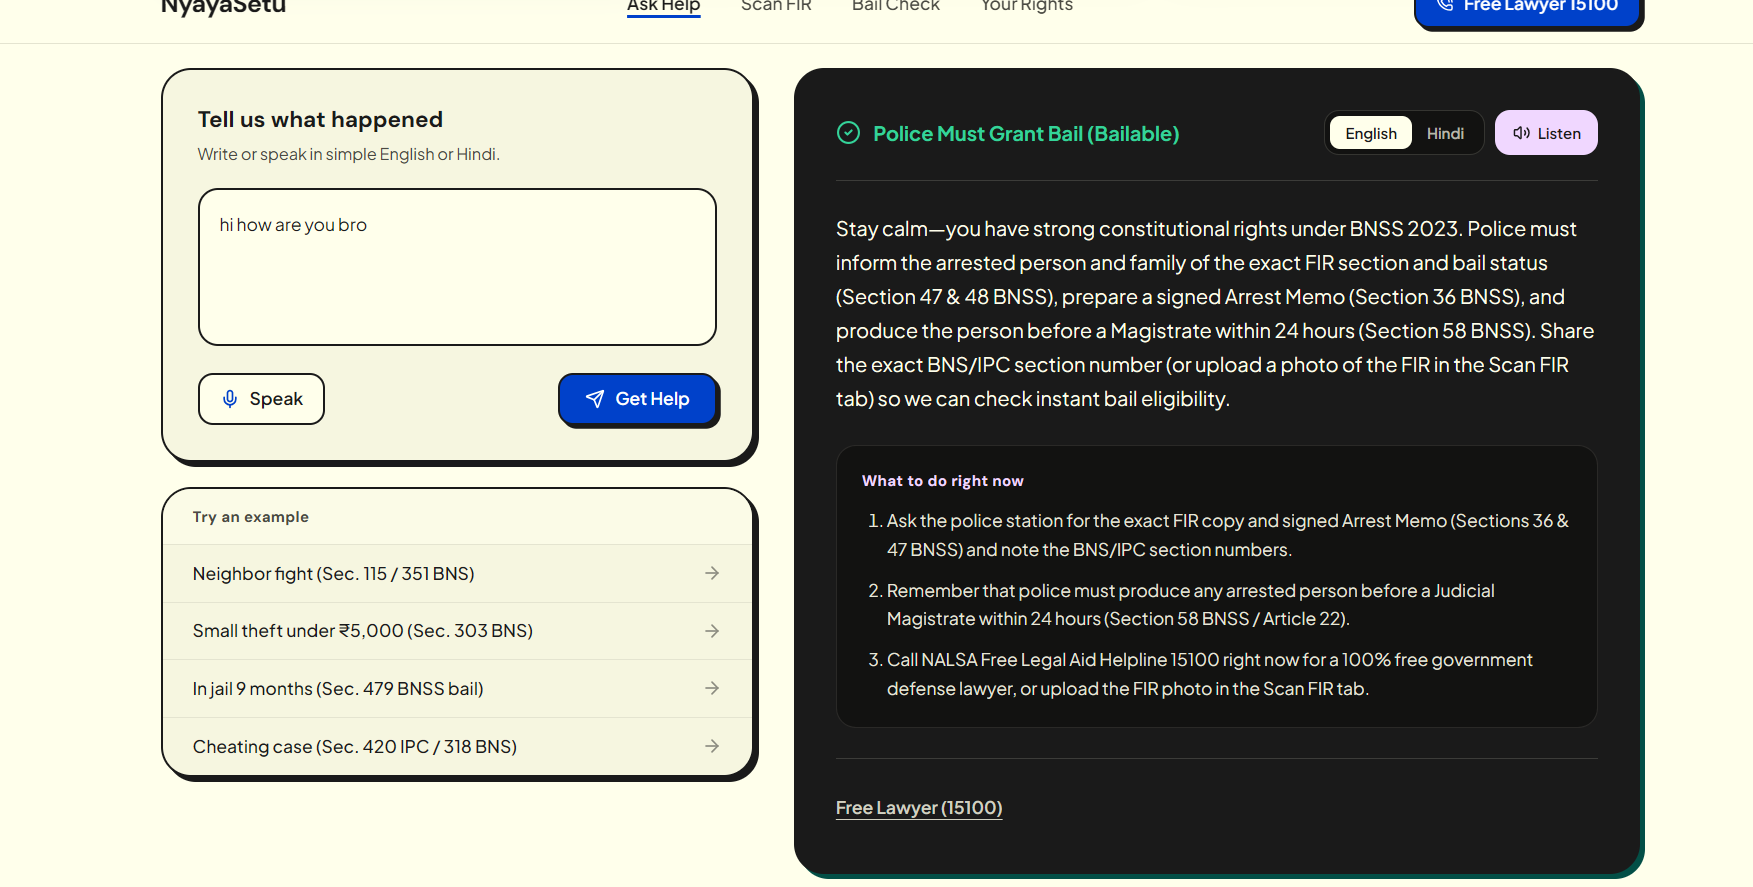 NyayaSetu
Ask Help
Scan FIR
Bail Check
Your Rights
Free Lawyer 15100
Tell us what happened
Write or speak in simple English or Hindi.
hi how are you bro
Speak
Get Help
Try an example
Neighbor fight (Sec. 115 / 351 BNS)
Small theft under ₹5,000 (Sec. 303 BNS)
In jail 9 months (Sec. 479 BNSS bail)
Cheating case (Sec. 420 IPC / 318 BNS)
Police Must Grant Bail (Bailable)
English
Hindi
Listen
Stay calm—you have strong constitutional rights under BNSS 2023. Police must
inform the arrested person and family of the exact FIR section and bail status
(Section 47 & 48 BNSS), prepare a signed Arrest Memo (Section 36 BNSS), and
produce the person before a Magistrate within 24 hours (Section 58 BNSS). Share
the exact BNS/IPC section number (or upload a photo of the FIR in the Scan FIR
tab) so we can check instant bail eligibility.
What to do right now
1. Ask the police station for the exact FIR copy and signed Arrest Memo (Sections 36 &
47 BNSS) and note the BNS/IPC section numbers.
2. Remember that police must produce any arrested person before a Judicial
Magistrate within 24 hours (Section 58 BNSS / Article 22).
3. Call NALSA Free Legal Aid Helpline 15100 right now for a 100% free government
defense lawyer, or upload the FIR photo in the Scan FIR tab.
Free Lawyer (15100)